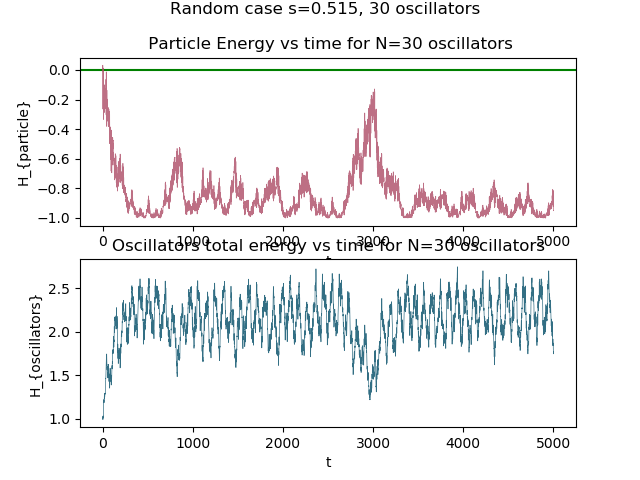 Random case s=0.515, 30 oscillators
Particle Energy vs time for N=30 oscillators
H_{particle}
0.0
−0.2
−0.4
−0.6
−0.8
−1.0
0 1000 2000 3000 4000 5000
t
Oscillators total energy vs time for N=30 oscillators
H_{oscillators}
2.5
2.0
1.5
1.0
0 1000 2000 3000 4000 5000
t